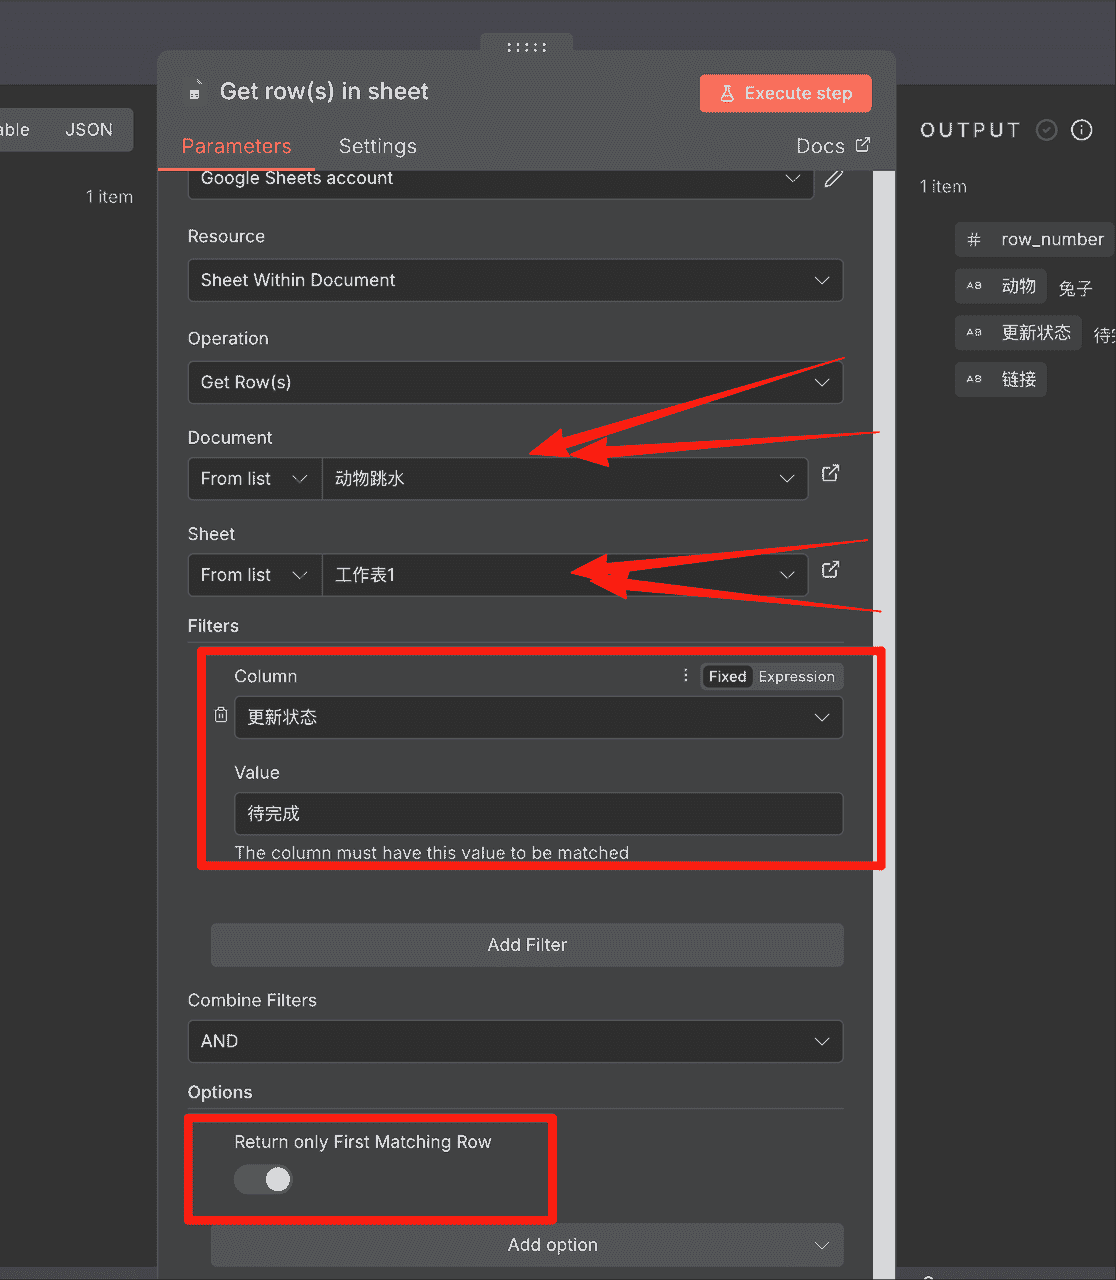 Get row(s) in sheet
Execute step
Parameters
Settings
Docs
able
JSON
1 item
Google Sheets account
Resource
Sheet Within Document
Operation
Get Row(s)
Document
From list
动物跳水
Sheet
From list
工作表1
Filters
Column
Fixed
Expression
更新状态
Value
待完成
The column must have this value to be matched
Add Filter
Combine Filters
AND
Options
Return only First Matching Row
Add option
OUTPUT
1 item
# row_number
AB 动物 兔子
AB 更新状态 待
AB 链接